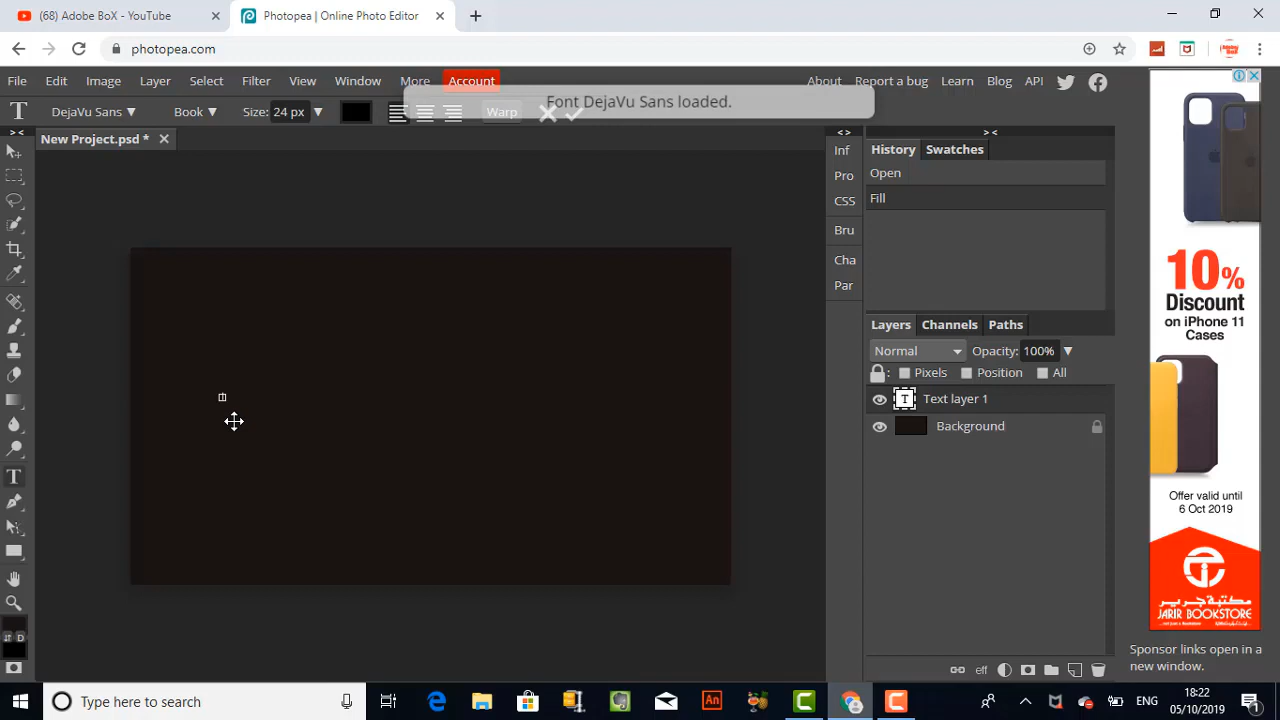 (68) Adobe BoX - YouTube
Photopea | Online Photo Editor
photopea.com
File Edit Image Layer Select Filter View Window More Account
About Report a bug Learn Blog API
DejaVu Sans Book Size: 24 px Warp
Font DejaVu Sans loaded.
New Project.psd *
Inf
Pro
CSS
Bru
Cha
Par
History Swatches
Open
Fill
Layers Channels Paths
Normal Opacity: 100%
Pixels Position All
Text layer 1
Background
eff
10%
Discount
on iPhone 11
Cases
Offer valid until
6 Oct 2019
مكتبة جرير
JARIR BOOKSTORE
Sponsor links open in a
new window.
Type here to search
An
ENG
18:22
05/10/2019
1